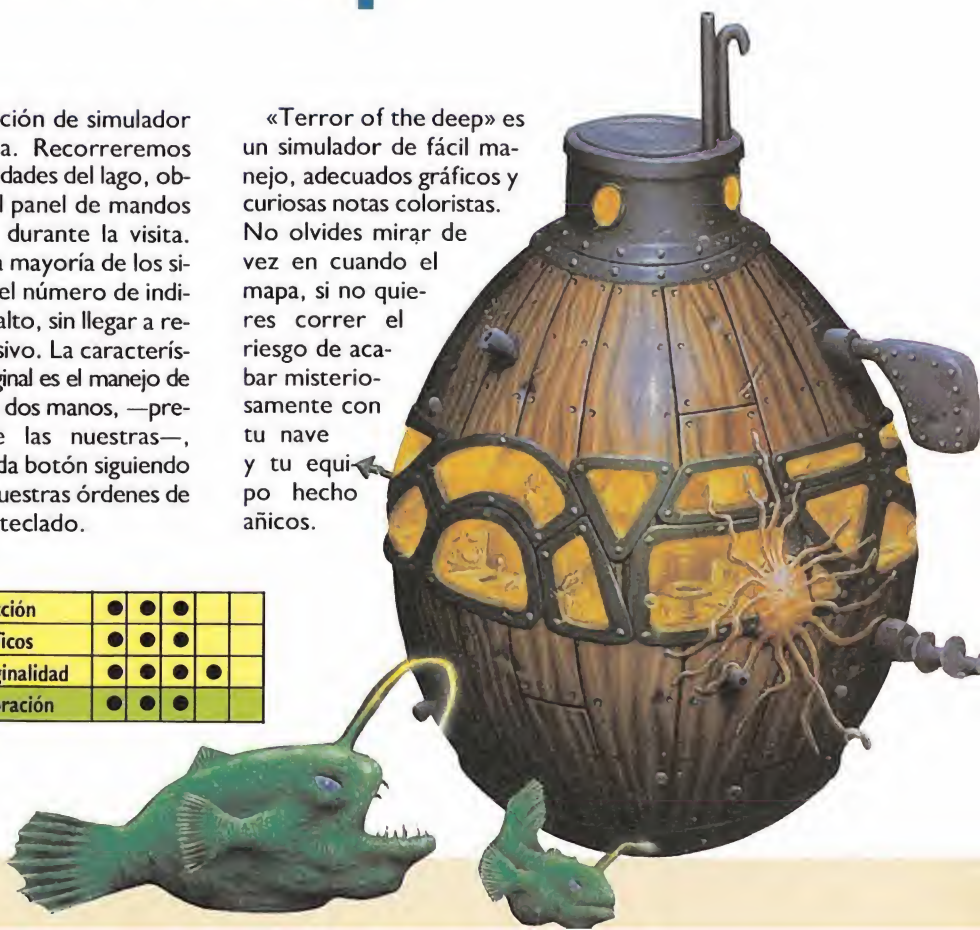 ción de simulador
a. Recorreremos
dades del lago, ob-
l panel de mandos
durante la visita.
a mayoría de los si-
el número de indi-
alto, sin llegar a re-
sivo. La caracterís-
ginal es el manejo de
dos manos, —pre-
e las nuestras—,
da botón siguiendo
uestras órdenes de
teclado.
«Terror of the deep» es
un simulador de fácil ma-
nejo, adecuados gráficos y
curiosas notas coloristas.
No olvides mirar de
vez en cuando el
mapa, si no quie-
res correr el
riesgo de aca-
bar misterio-
samente con
tu nave
y tu equi-
po hecho
añicos.
cción
ficos
ginalidad
oración